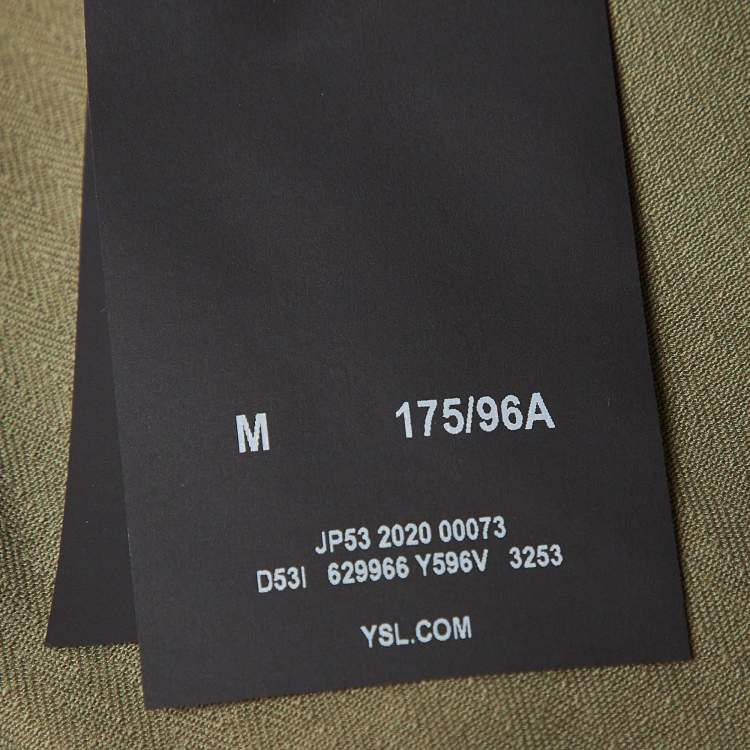 M 175/96A
JP53 2020 00073
D53I 629966 Y596V 3253
YSL.COM